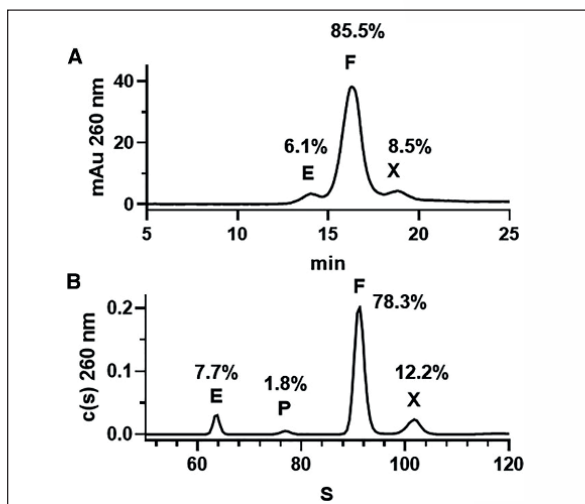 A
85.5%
F
6.1%
E
8.5%
X
mAu 260 nm
40
20
0
5 10 15 20 25
min
B
F
78.3%
7.7%
E
1.8%
P
12.2%
X
c(s) 260 nm
0.2
0.1
0.0
60 80 100 120
S